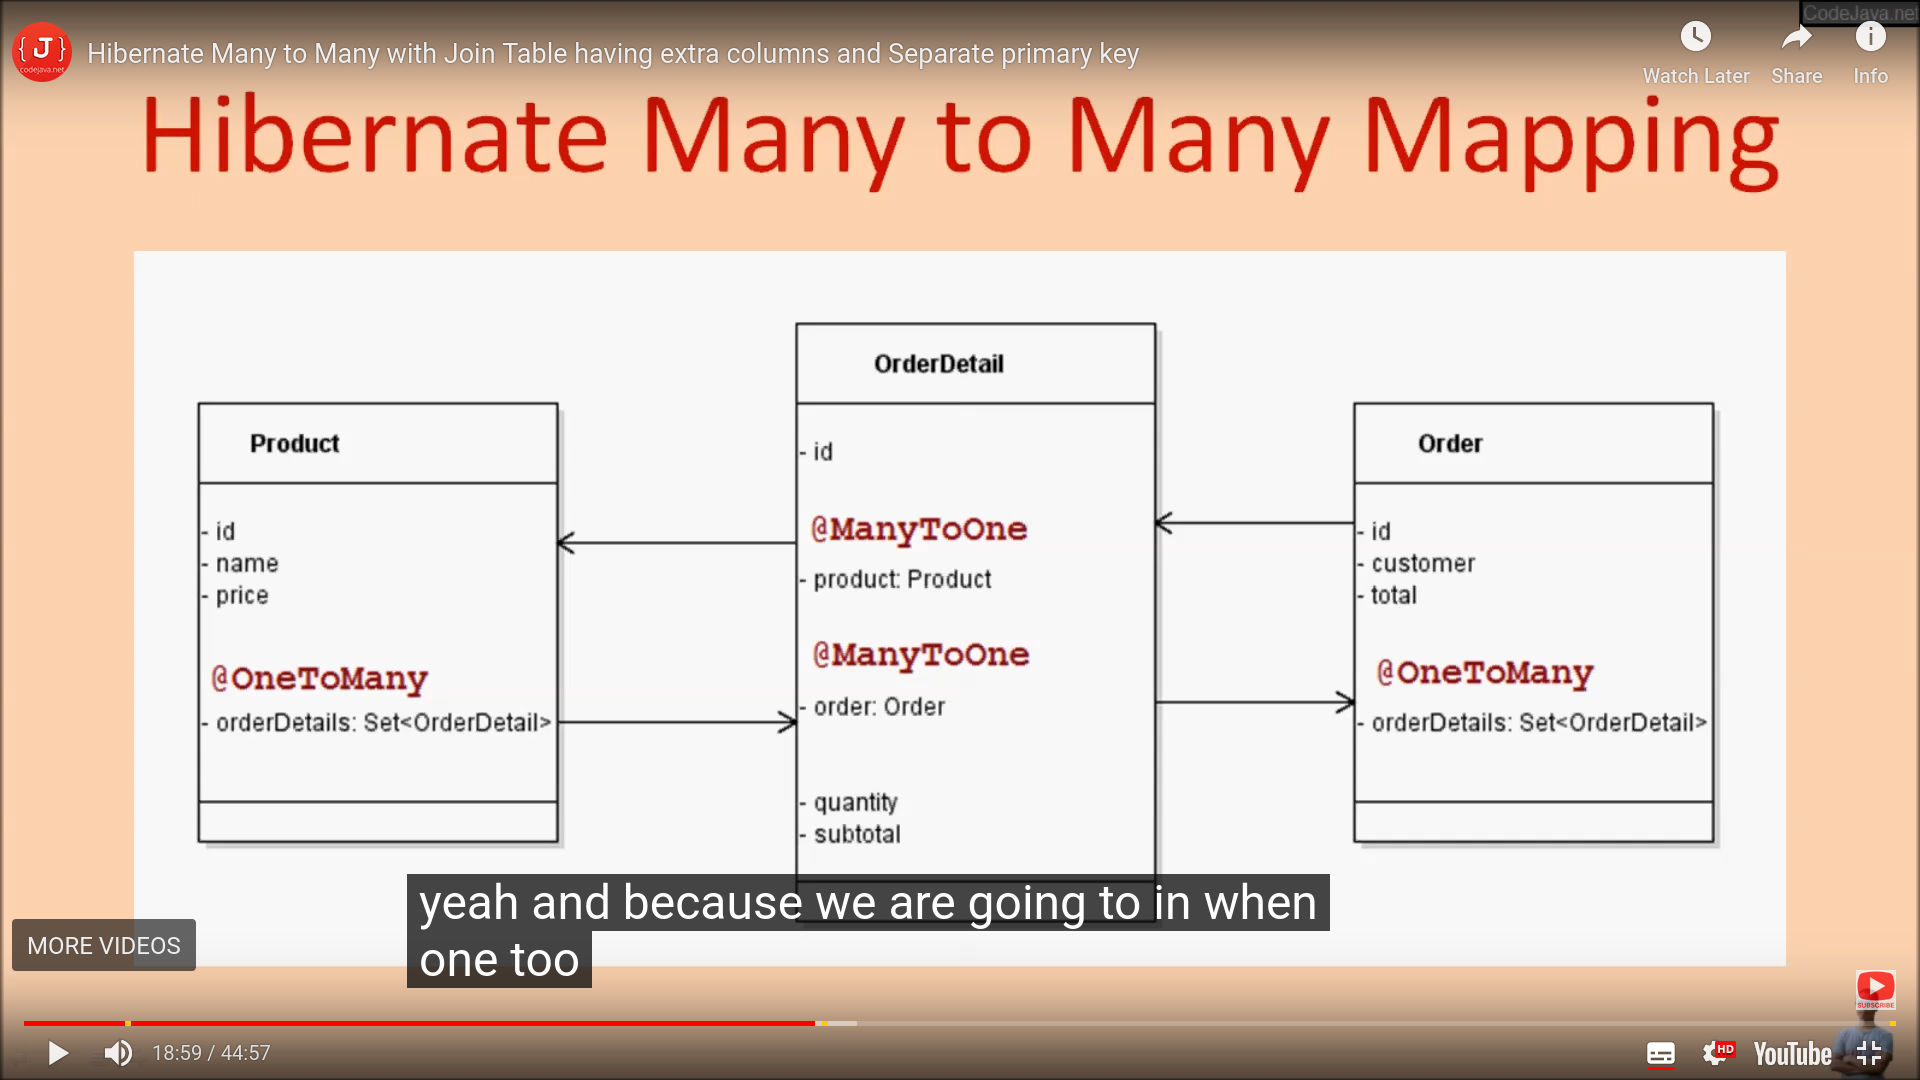 CodeJava.net
{ J }
codejava.net
Hibernate Many to Many with Join Table having extra columns and Separate primary key
Watch Later
Share
Info
Hibernate Many to Many Mapping
Product
- id
- name
- price
@OneToMany
- orderDetails: Set<OrderDetail>
OrderDetail
- id
@ManyToOne
- product: Product
@ManyToOne
- order: Order
- quantity
- subtotal
Order
- id
- customer
- total
@OneToMany
- orderDetails: Set<OrderDetail>
yeah and because we are going to in when
one too
MORE VIDEOS
SUBSCRIBE
18:59 / 44:57
HD
YouTube